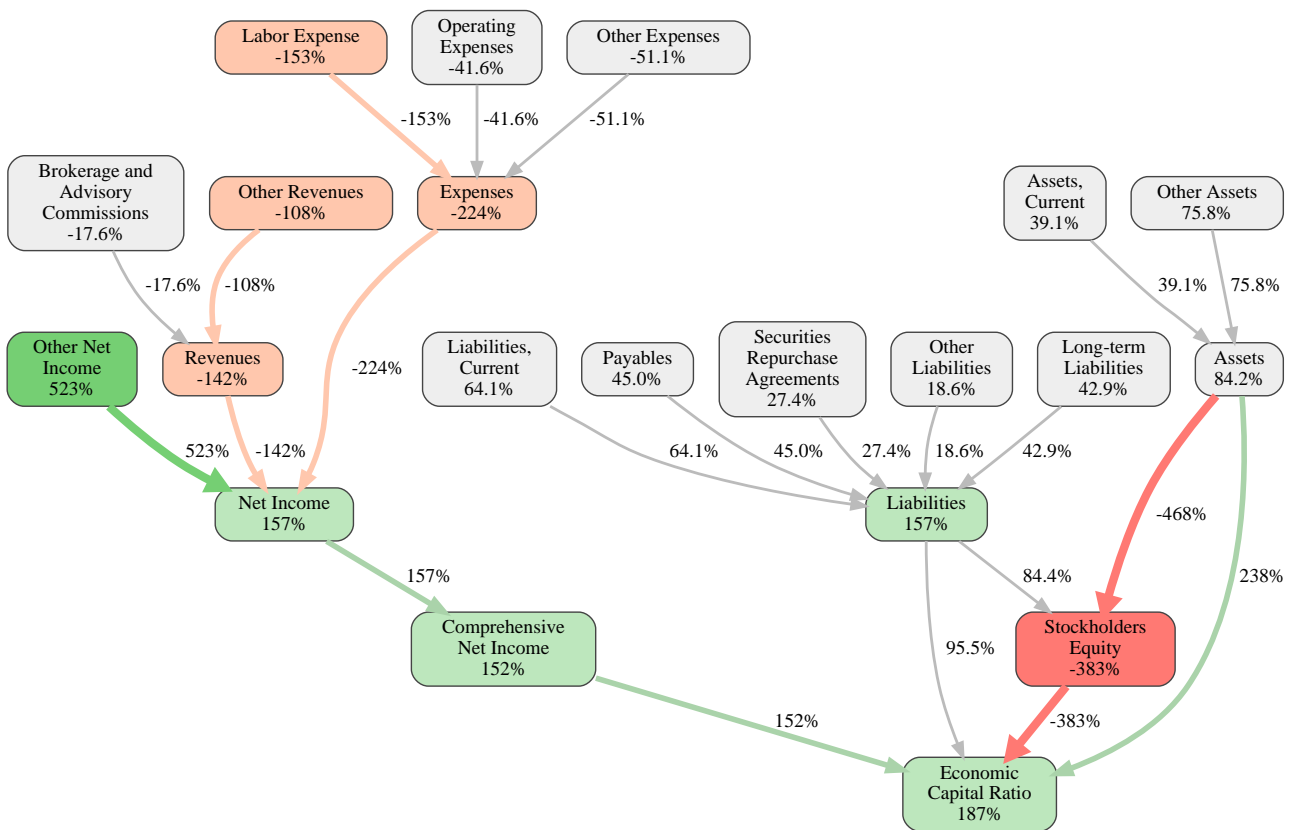 Labor Expense
-153%
Operating
Expenses
-41.6%
Other Expenses
-51.1%
-153%
-41.6%
-51.1%
Brokerage and
Advisory
Commissions
-17.6%
Other Revenues
-108%
Expenses
-224%
Assets,
Current
39.1%
Other Assets
75.8%
-17.6%
-108%
39.1%
75.8%
Other Net
Income
523%
Revenues
-142%
-224%
Liabilities,
Current
64.1%
Payables
45.0%
Securities
Repurchase
Agreements
27.4%
Other
Liabilities
18.6%
Long-term
Liabilities
42.9%
Assets
84.2%
523%
-142%
64.1%
45.0%
27.4%
18.6%
42.9%
Net Income
157%
Liabilities
157%
-468%
157%
84.4%
238%
Comprehensive
Net Income
152%
95.5%
Stockholders
Equity
-383%
152%
-383%
Economic
Capital Ratio
187%